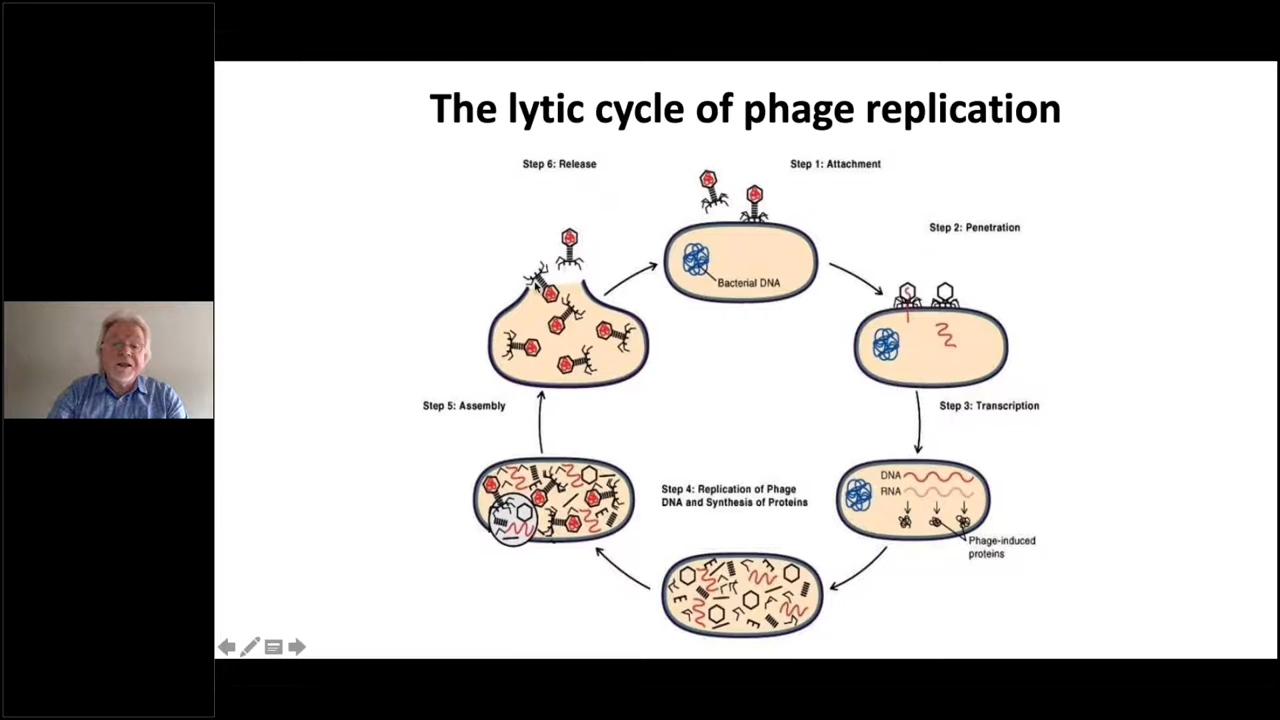 The lytic cycle of phage replication
Step 6: Release
Step 1: Attachment
Step 2: Penetration
Bacterial DNA
Step 5: Assembly
Step 3: Transcription
DNA
RNA
Step 4: Replication of Phage
DNA and Synthesis of Proteins
Phage-induced
proteins